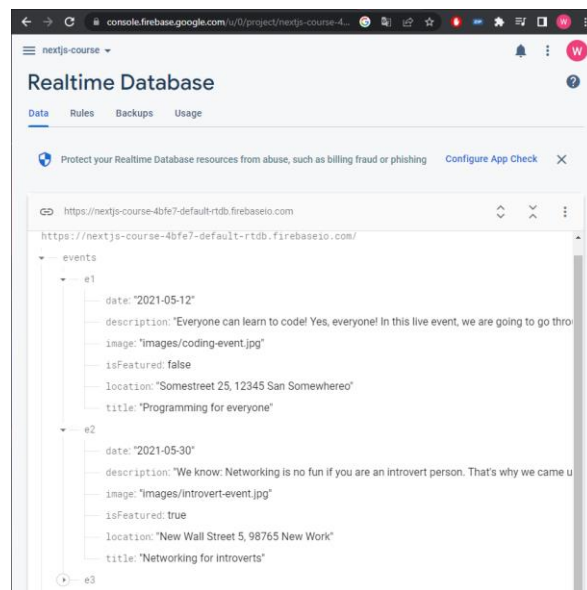 console.firebase.google.com/u/0/project/nextjs-course-4...
nextjs-course
W
Realtime Database
Data Rules Backups Usage
Protect your Realtime Database resources from abuse, such as billing fraud or phishing Configure App Check
https://nextjs-course-4bfe7-default-rtdb.firebaseio.com
https://nextjs-course-4bfe7-default-rtdb.firebaseio.com/
events
e1
date: "2021-05-12"
description: "Everyone can learn to code! Yes, everyone! In this live event, we are going to go thro
image: "images/coding-event.jpg"
isFeatured: false
location: "Somestreet 25, 12345 San Somewhereo"
title: "Programming for everyone"
e2
date: "2021-05-30"
description: "We know: Networking is no fun if you are an introvert person. That's why we came u
image: "images/introvert-event.jpg"
isFeatured: true
location: "New Wall Street 5, 98765 New Work"
title: "Networking for introverts"
e3